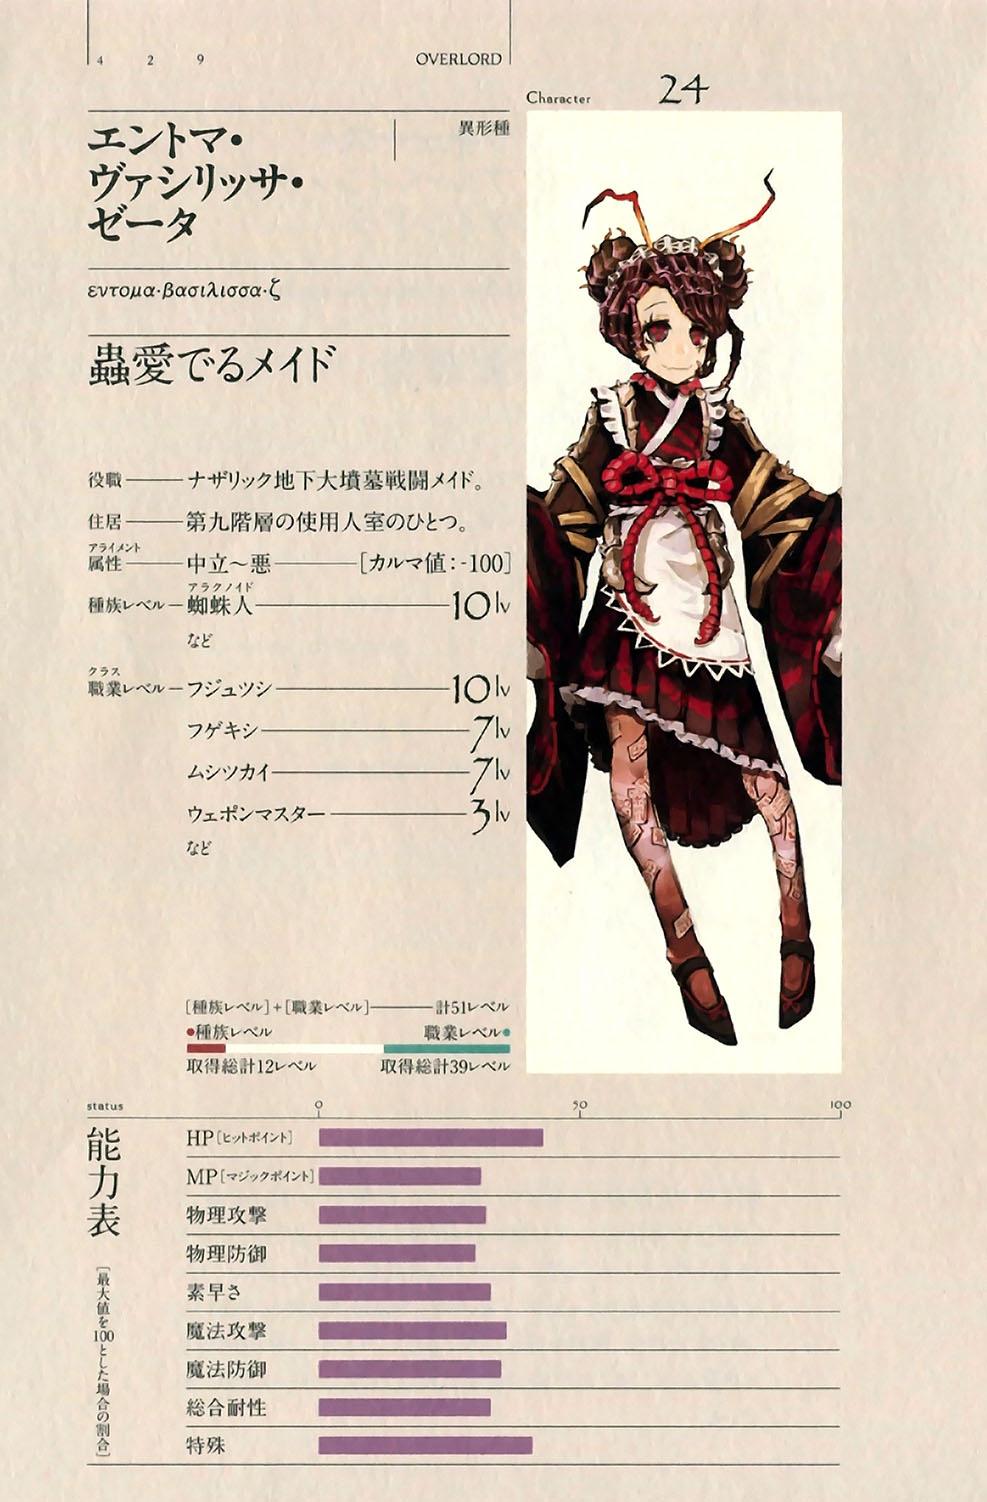 4 2 9
OVERLORD
Character 24
エントマ・
ヴァシリッサ・
ゼータ
異形種
εντομα·βασιλισσα·ζ
蟲愛でるメイド
役職 ナザリック地下大墳墓戦闘メイド。
住居 第九階層の使用人室のひとつ。
アライメント
属性 中立～悪 [カルマ値:-100]
アラクノイド
種族レベル 蜘蛛人 10lv
など
クラス
職業レベル フジュツシ 10lv
フゲキシ 7lv
ムシツカイ 7lv
ウェポンマスター 3lv
など
[種族レベル]+[職業レベル] 計51レベル
●種族レベル 職業レベル●
取得総計12レベル 取得総計39レベル
status 0 50 100
能力表
[最大値を100とした場合の割合]
HP[ヒットポイント]
MP[マジックポイント]
物理攻撃
物理防御
素早さ
魔法攻撃
魔法防御
総合耐性
特殊